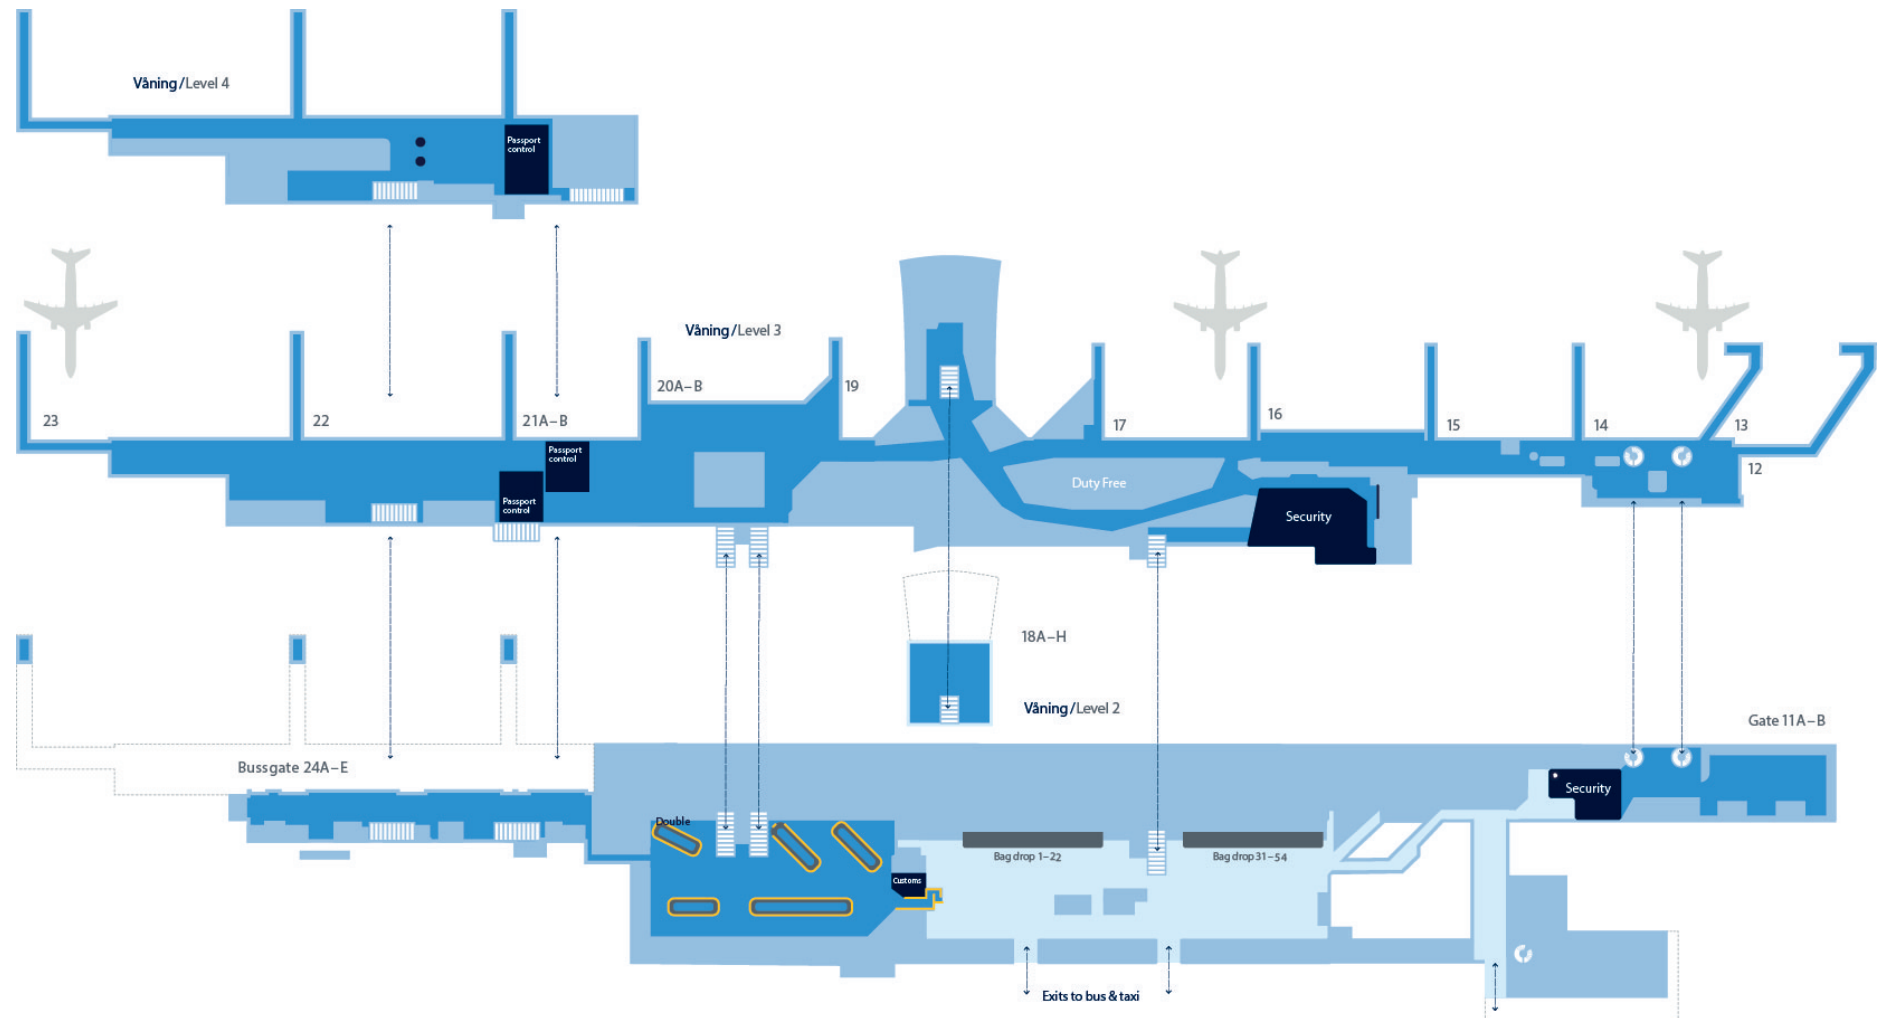 Våning/Level 4
Passport
control
Våning/Level 3
20A–B
19
23
22
21A–B
17
16
15
14
13
12
Passport
control
Passport
control
Duty Free
Security
18A–H
Våning/Level 2
Gate 11A–B
Bussgate 24A–E
Security
Double
Bag drop 1–22
Bag drop 31–54
Customs
Exits to bus & taxi